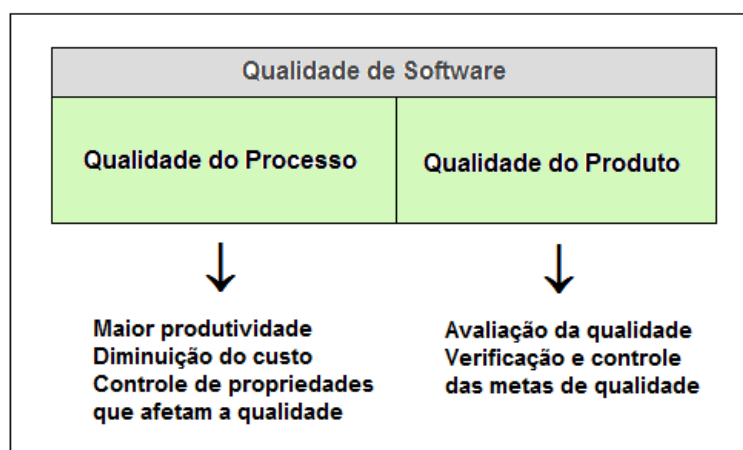 Qualidade de Software
Qualidade do Processo
Qualidade do Produto
Maior produtividade
Diminuição do custo
Controle de propriedades
que afetam a qualidade
Avaliação da qualidade
Verificação e controle
das metas de qualidade